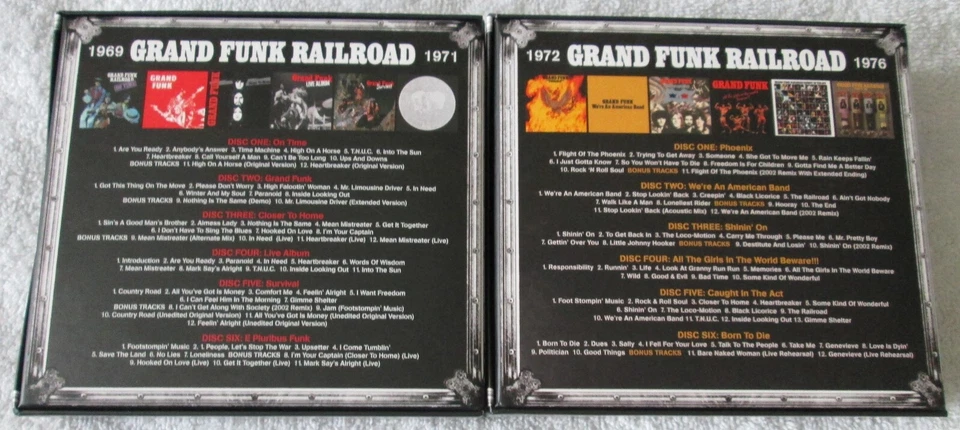 1969 GRAND FUNK RAILROAD 1971
GRAND FUNK
GRAND FUNK
LIVE ALBUM
DISC ONE: On Time
1. Are You Ready 2. Anybody's Answer 3. Time Machine 4. High On A Horse 5. T.N.U.C. 6. Into The Sun
7. Heartbreaker 8. Call Yourself A Man 9. Can't Be Too Long 10. Ups And Downs
BONUS TRACKS 11. High On A Horse (Original Version) 12. Heartbreaker (Original Version)
DISC TWO: Grand Funk
1. Got This Thing On The Move 2. Please Don't Worry 3. High Falootin' Woman 4. Mr. Limousine Driver 5. In Need
6. Winter And My Soul 7. Paranoid 8. Inside Looking Out
BONUS TRACKS 9. Nothing Is The Same (Demo) 10. Mr. Limousine Driver (Extended Version)
DISC THREE: Closer To Home
1. Sin's A Good Man's Brother 2. Aimless Lady 3. Nothing Is The Same 4. Mean Mistreater 5. Get It Together
6. I Don't Have To Sing The Blues 7. Hooked On Love 8. I'm Your Captain
BONUS TRACKS 9. Mean Mistreater (Alternate Mix) 10. In Need (Live) 11. Heartbreaker (Live) 12. Mean Mistreater (Live)
DISC FOUR: Live Album
1. Introduction 2. Are You Ready 3. Paranoid 4. In Need 5. Heartbreaker 6. Words Of Wisdom
7. Mean Mistreater 8. Mark Say's Alright 9. T.N.U.C. 10. Inside Looking Out 11. Into The Sun
DISC FIVE: Survival
1. Country Road 2. All You've Got Is Money 3. Comfort Me 4. Feelin' Alright 5. I Want Freedom
6. I Can Feel Him In The Morning 7. Gimme Shelter
BONUS TRACKS 8. I Can't Get Along With Society (2002 Remix) 9. Jam (Footstompin' Music)
10. Country Road (Unedited Original Version) 11. All You've Got Is Money (Unedited Original Version)
12. Feelin' Alright (Unedited Original Version)
DISC SIX: E Pluribus Funk
1. Footstompin' Music 2. 1. People, Let's Stop The War 3. Upsetter 4. I Come Tumblin'
5. Save The Land 6. No Lies 7. Loneliness BONUS TRACKS 8. I'm Your Captain (Closer To Home) (Live)
9. Hooked On Love (Live) 10. Get It Together (Live) 11. Mark Say's Alright (Live)
1972 GRAND FUNK RAILROAD 1976
GRAND FUNK
We're An American Band
GRAND FUNK
DISC ONE: Phoenix
1. Flight Of The Phoenix 2. Trying To Get Away 3. Someone 4. She Got To Move Me 5. Rain Keeps Fallin'
6. I Just Gotta Know 7. So You Won't Have To Die 8. Freedom Is For Children 9. Gotta Find Me A Better Day
10. Rock 'N Roll Soul BONUS TRACKS 11. Flight Of The Phoenix (2002 Remix With Extended Ending)
DISC TWO: We're An American Band
1. We're An American Band 2. Stop Lookin' Back 3. Creepin' 4. Black Licorice 5. The Railroad 6. Ain't Got Nobody
7. Walk Like A Man 8. Loneliest Rider BONUS TRACKS 9. Hooray 10. The End
11. Stop Lookin' Back (Acoustic Mix) 12. We're An American Band (2002 Remix)
DISC THREE: Shinin' On
1. Shinin' On 2. To Get Back In 3. The Loco-Motion 4. Carry Me Through 5. Please Me 6. Mr. Pretty Boy
7. Gettin' Over You 8. Little Johnny Hooker BONUS TRACKS 9. Destitute And Losin' 10. Shinin' On (2002 Remix)
DISC FOUR: All The Girls In The World Beware!!!
1. Responsibility 2. Runnin' 3. Life 4. Look At Granny Run Run 5. Memories 6. All The Girls In The World Beware
7. Wild 8. Good & Evil 9. Bad Time 10. Some Kind Of Wonderful
DISC FIVE: Caught In The Act
1. Foot Stompin' Music 2. Rock & Roll Soul 3. Closer To Home 4. Heartbreaker 5. Some Kind Of Wonderful
6. Shinin' On 7. The Loco-Motion 8. Black Licorice 9. The Railroad
10. We're An American Band 11. T.N.U.C. 12. Inside Looking Out 13. Gimme Shelter
DISC SIX: Born To Die
1. Born To Die 2. Dues 3. Sally 4. I Fell For Your Love 5. Talk To The People 6. Take Me 7. Genevieve 8. Love Is Dyin'
9. Politician 10. Good Things BONUS TRACKS 11. Bare Naked Woman (Live Rehearsal) 12. Genevieve (Live Rehearsal)